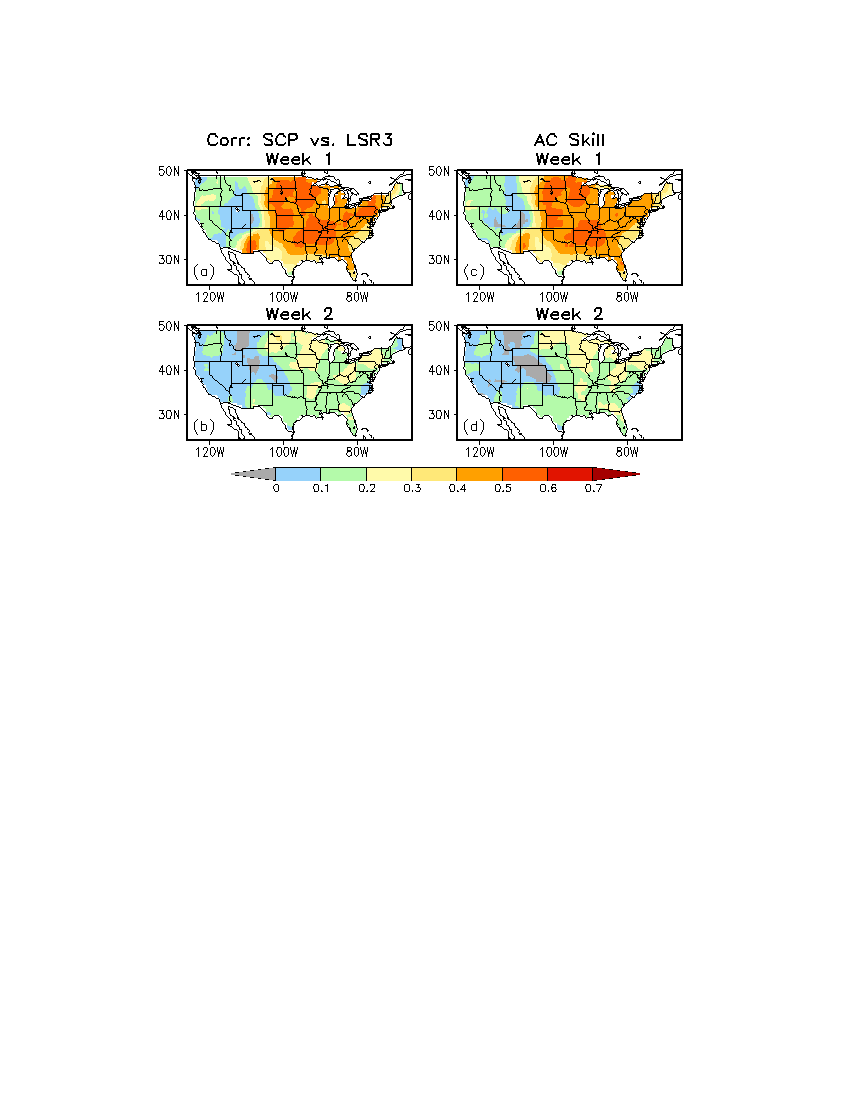 Corr: SCP vs. LSR3
Week 1
AC Skill
Week 1
50N
40N
30N
(a)
120W 100W 80W
50N
40N
30N
(c)
120W 100W 80W
Week 2
50N
40N
30N
(b)
120W 100W 80W
Week 2
50N
40N
30N
(d)
120W 100W 80W
0 0.1 0.2 0.3 0.4 0.5 0.6 0.7